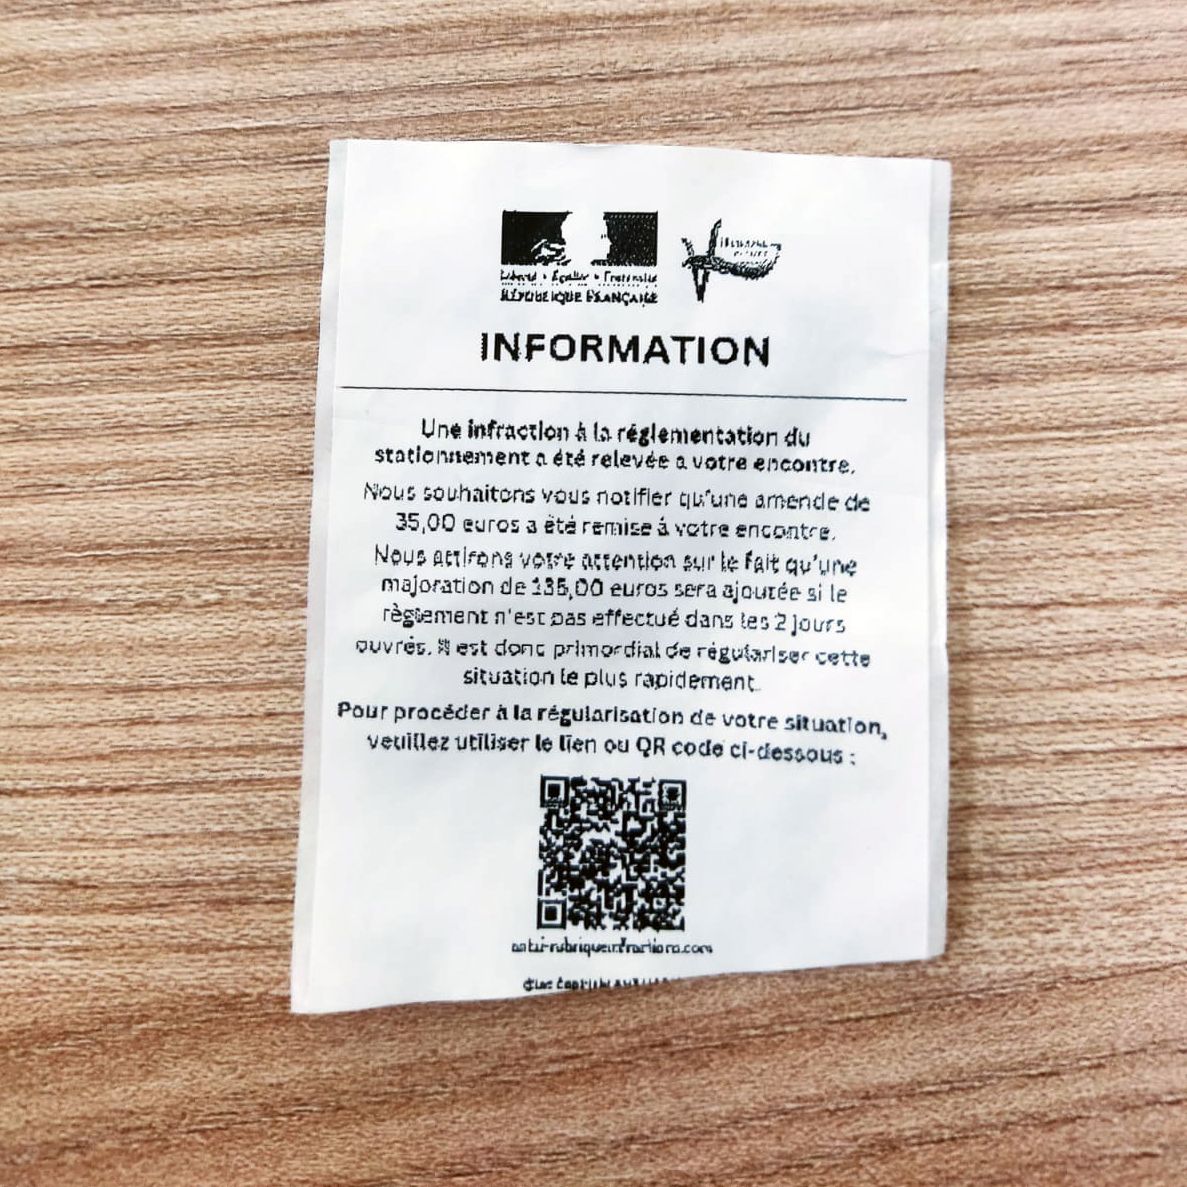 Liberté • Égalité • Fraternité
RÉPUBLIQUE FRANÇAISE
INFORMATION
Une infraction à la réglementation du
stationnement a été relevée a votre encontre.
Nous souhaitons vous notifier qu'une amende de
35,00 euros a été remise à votre encontre.
Nous attirons votre attention sur le fait qu'une
majoration de 135,00 euros sera ajoutée si le
règlement n'est pas effectué dans les 2 jours
ouvrés. Il est donc primordial de régulariser cette
situation le plus rapidement.
Pour procéder à la régularisation de votre situation,
veuillez utiliser le lien ou QR code ci-dessous :